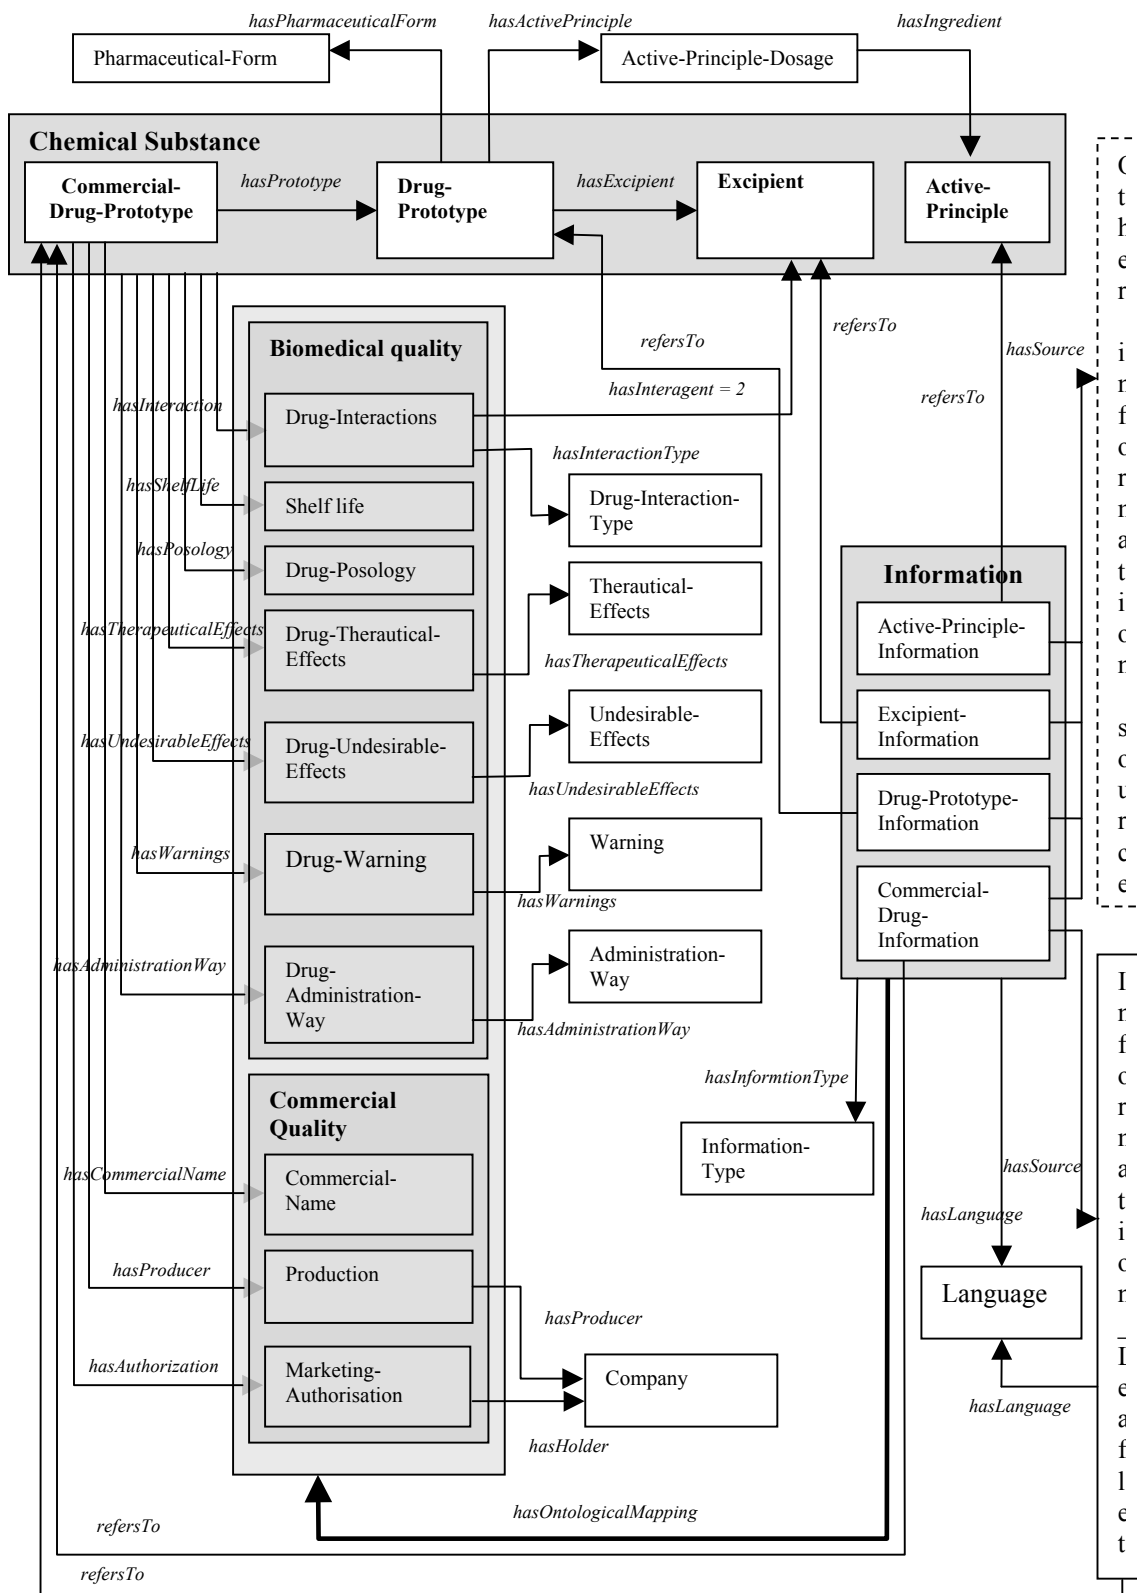 hasPharmaceuticalForm
hasActivePrinciple
hasIngredient
Pharmaceutical-Form
Active-Principle-Dosage
Chemical Substance
Commercial-
Drug-Prototype
hasPrototype
Drug-
Prototype
hasExcipient
Excipient
Active-
Principle
refersTo
refersTo
hasSource
refersTo
Biomedical quality
hasInteraction
Drug-Interactions
hasInteragent = 2
hasInteractionType
hasShelfLife
Shelf life
Drug-Interaction-
Type
hasPosology
Drug-Posology
Therautical-
Effects
hasTherapeuticalEffects
Drug-Therautical-
Effects
hasTherapeuticalEffects
Information
Active-Principle-
Information
Excipient-
Information
Drug-Prototype-
Information
Commercial-
Drug-
Information
hasUndesirableEffects
Drug-Undesirable-
Effects
Undesirable-
Effects
hasUndesirableEffects
hasWarnings
Drug-Warning
Warning
hasWarnings
hasAdministrationWay
Drug-
Administration-
Way
Administration-
Way
hasAdministrationWay
hasInformtionType
Information-
Type
Commercial
Quality
hasCommercialName
Commercial-
Name
hasSource
hasLanguage
Language
hasLanguage
hasProducer
Production
hasProducer
hasAuthorization
Marketing-
Authorisation
Company
hasHolder
hasOntologicalMapping
refersTo
refersTo
t
h
e
r
i
n
f
o
r
m
a
t
i
o
n
s
o
u
r
c
e
I
n
f
o
r
m
a
t
i
o
n
_
L
e
a
f
l
e
t